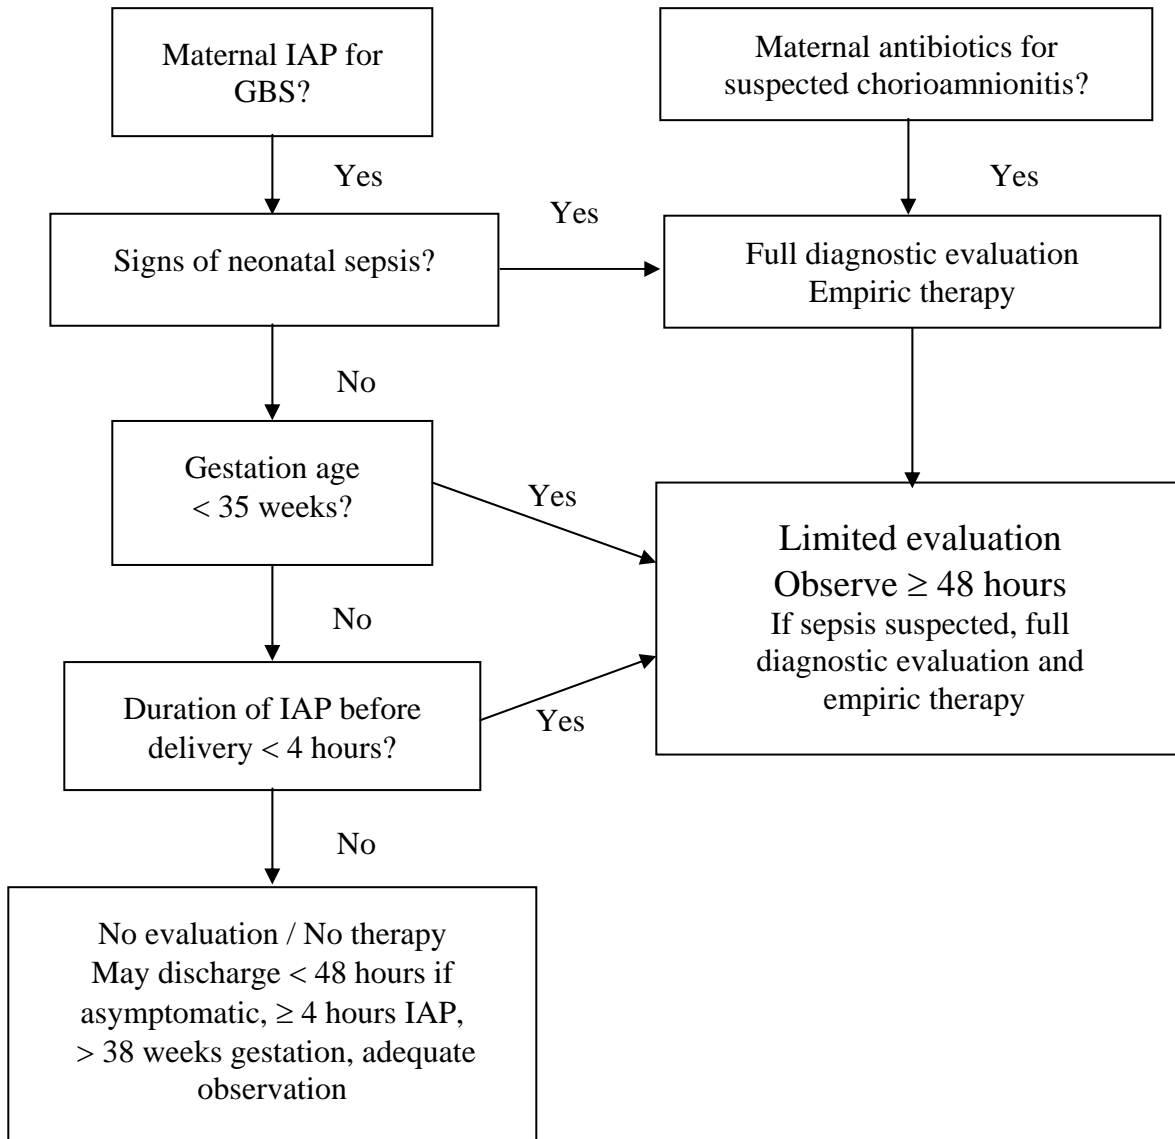 Maternal IAP for
GBS?
Maternal antibiotics for
suspected chorioamnionitis?
Yes
Yes
Signs of neonatal sepsis?
Yes
Full diagnostic evaluation
Empiric therapy
No
Gestation age
< 35 weeks?
Yes
Limited evaluation
Observe ≥ 48 hours
If sepsis suspected, full
diagnostic evaluation and
empiric therapy
No
Duration of IAP before
delivery < 4 hours?
Yes
No
No evaluation / No therapy
May discharge < 48 hours if
asymptomatic, ≥ 4 hours IAP,
> 38 weeks gestation, adequate
observation